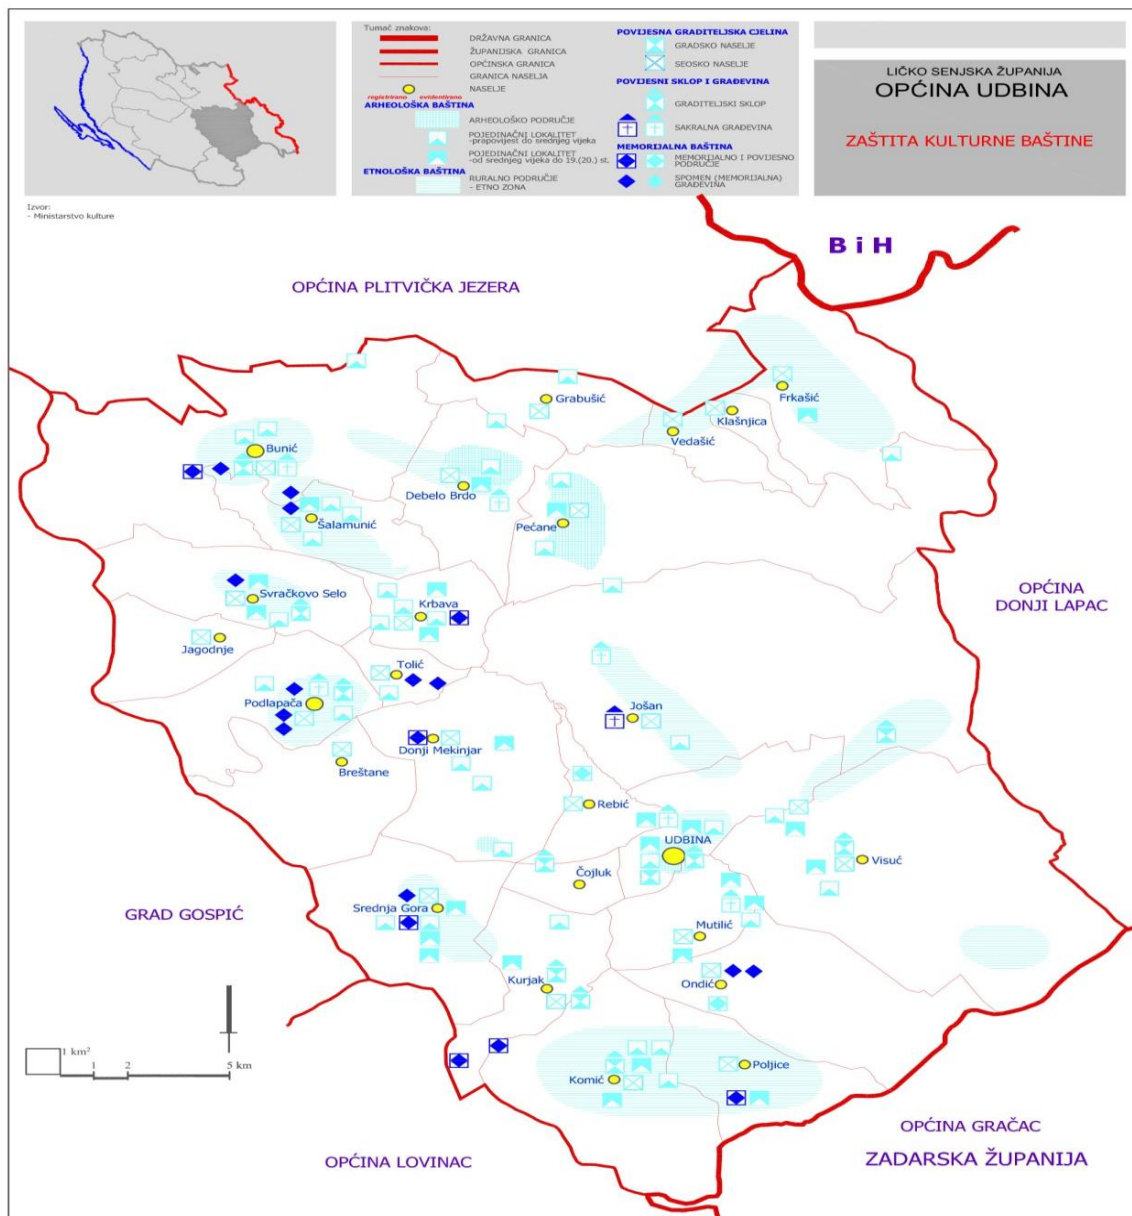 Tumač znakova:
DRŽAVNA GRANICA
ŽUPANIJSKA GRANICA
OPĆINSKA GRANICA
GRANICA NASELJA
NASELJE
registrirano evidentirano
ARHEOLOŠKA BAŠTINA
ARHEOLOŠKO PODRUČJE
POJEDINAČNI LOKALITET
-prapovijest do srednjeg vijeka
POJEDINAČNI LOKALITET
-od srednjeg vijeka do 19.(20.) st.
ETNOLOŠKA BAŠTINA
RURALNO PODRUČJE
- ETNO ZONA
POVIJESNA GRADITELJSKA CJELINA
GRADSKO NASELJE
SEOSKO NASELJE
POVIJESNI SKLOP I GRAĐEVINA
GRADITELJSKI SKLOP
SAKRALNA GRAĐEVINA
MEMORIJALNA BAŠTINA
MEMORIJALNO I POVIJESNO
PODRUČJE
SPOMEN (MEMORIJALNA)
GRAĐEVINA
LIČKO SENJSKA ŽUPANIJA
OPĆINA UDBINA
ZAŠTITA KULTURNE BAŠTINE
Izvor:
- Ministarstvo kulture
B i H
OPĆINA PLITVIČKA JEZERA
Frkašić
Grabušić
Klašnjica
Vedašić
Bunić
Debelo Brdo
Šalamunić
Pećane
OPĆINA
DONJI LAPAC
Svračkovo Selo
Krbava
Jagodnje
Tolić
Podlapača
Jošan
Donji Mekinjar
Breštane
Rebić
UDBINA
Visuć
Čojluk
GRAD GOSPIĆ
Srednja Gora
Mutilić
Kurjak
Ondić
1 km²
1
2
5 km
Poljice
Komić
OPĆINA GRAČAC
OPĆINA LOVINAC
ZADARSKA ŽUPANIJA